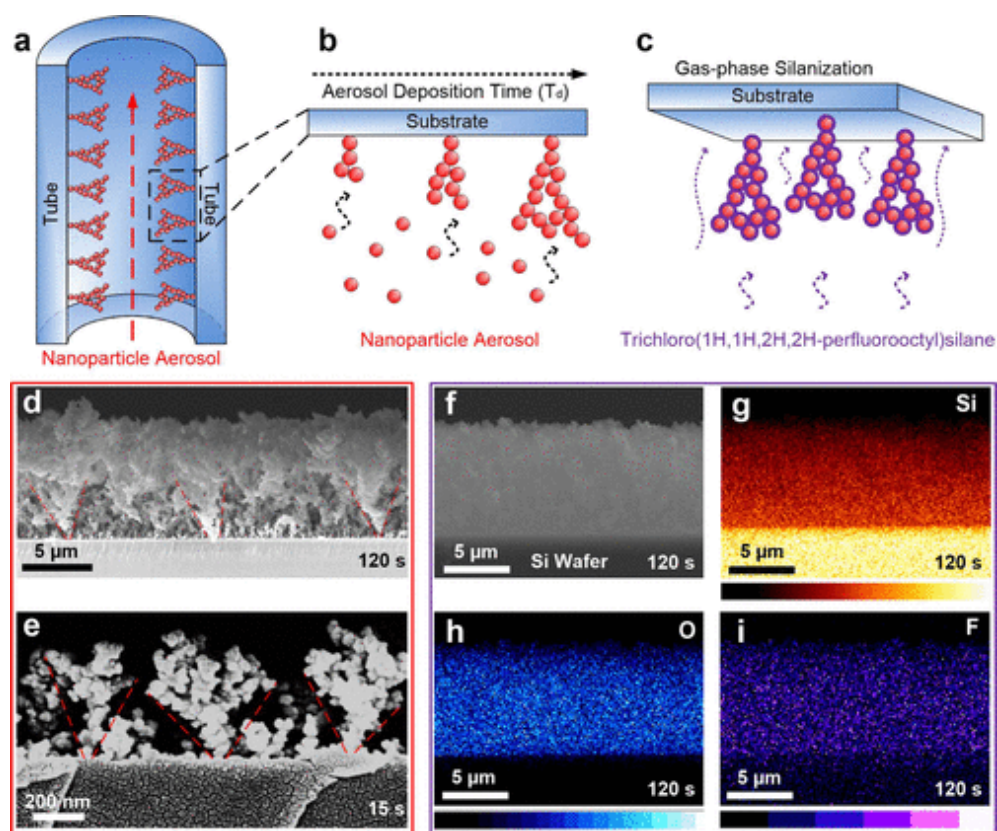 a
Tube
Tube
Nanoparticle Aerosol
b
Aerosol Deposition Time (Td)
Substrate
Nanoparticle Aerosol
c
Gas-phase Silanization
Substrate
Trichloro(1H,1H,2H,2H-perfluorooctyl)silane
d
5 µm
120 s
e
200 nm
15 s
f
5 µm
Si Wafer
120 s
g
Si
5 µm
120 s
h
O
5 µm
120 s
i
F
5 µm
120 s